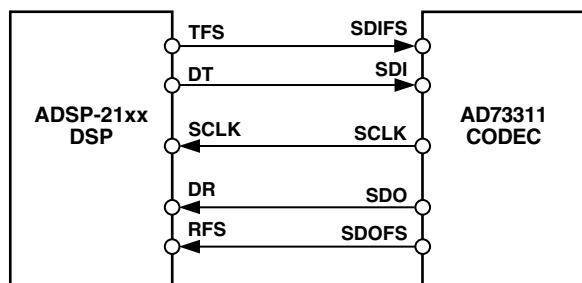 TFS SDIFS
DT SDI
ADSP-21xx
DSP
AD73311
CODEC
SCLK SCLK
DR SDO
RFS SDOFS